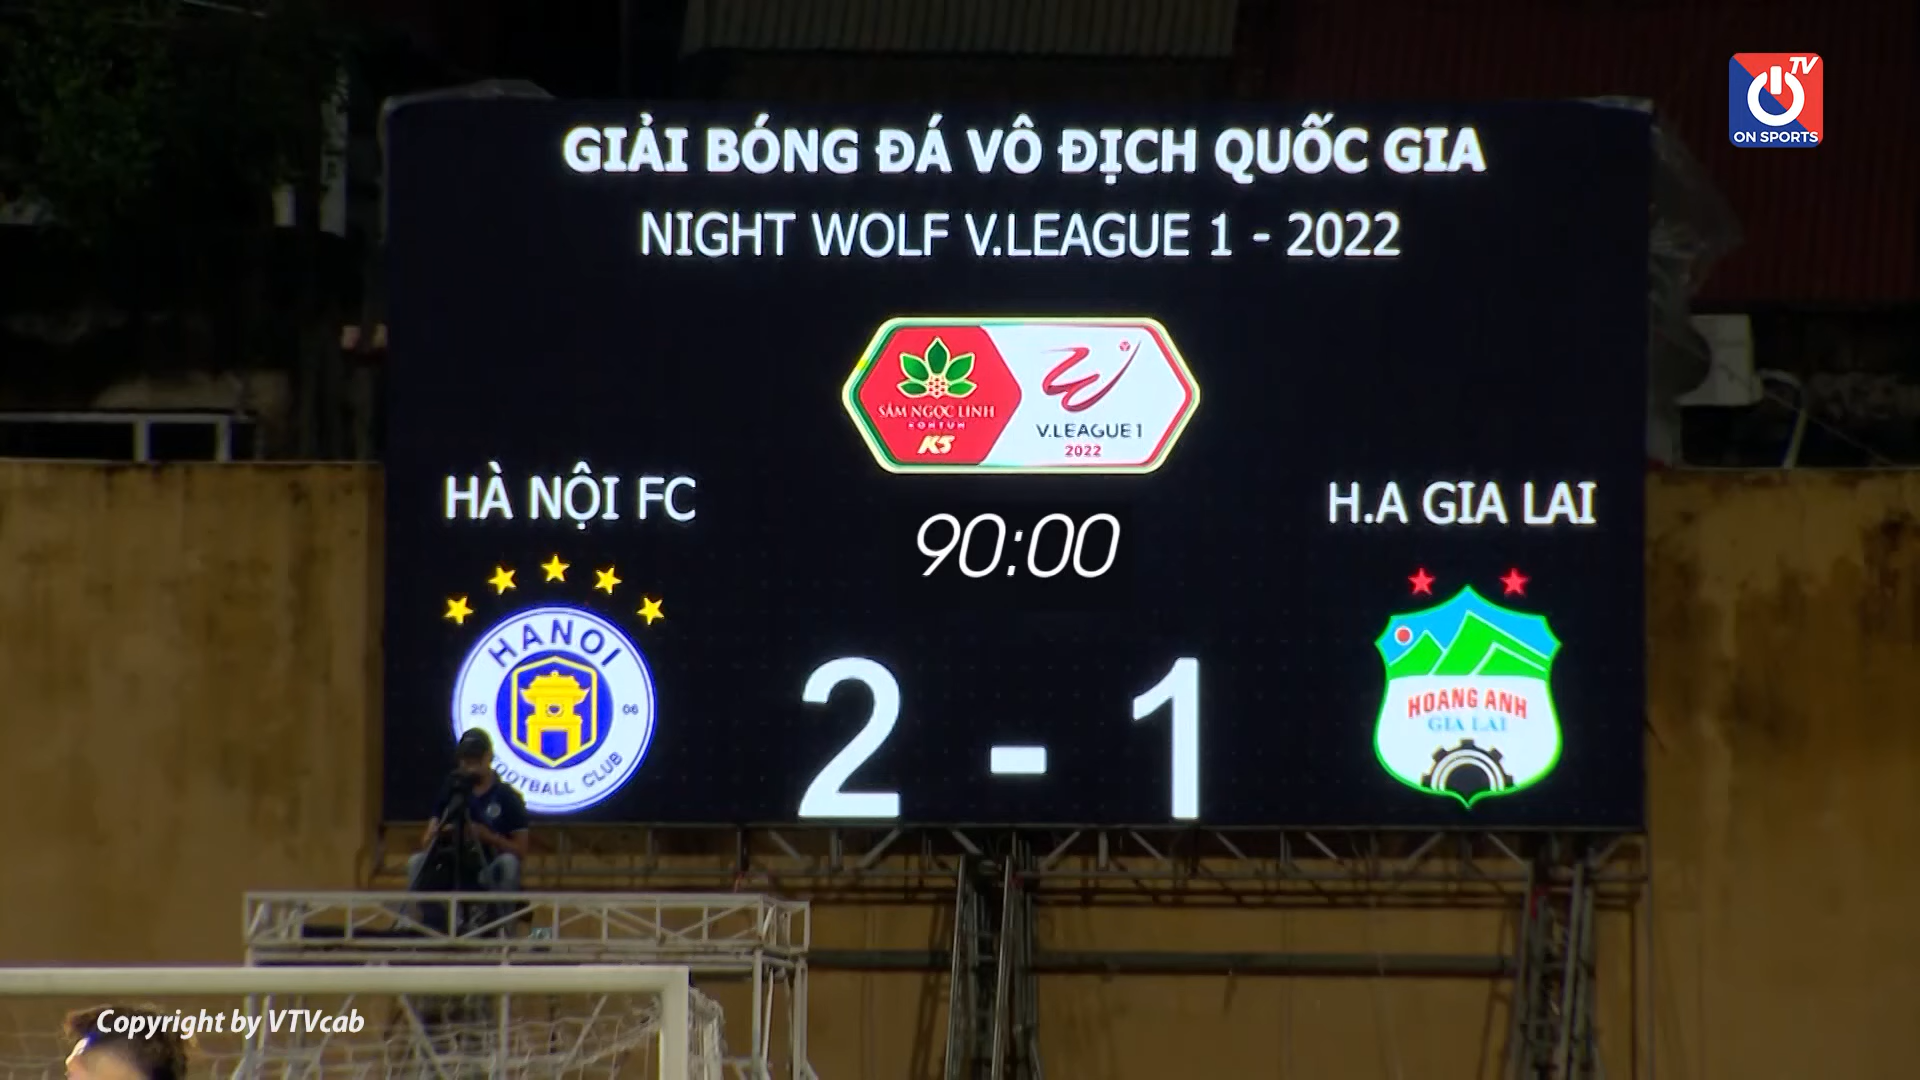 TV
ON SPORTS
GIẢI BÓNG ĐÁ VÔ ĐỊCH QUỐC GIA
NIGHT WOLF V.LEAGUE 1 - 2022
SÂM NGỌC LINH
KONTUM
K5
V.LEAGUE 1
2022
HÀ NỘI FC
90:00
H.A GIA LAI
HANOI
20 06
FOOTBALL CLUB
2 - 1
HOANG ANH
GIA LAI
Copyright by VTVcab